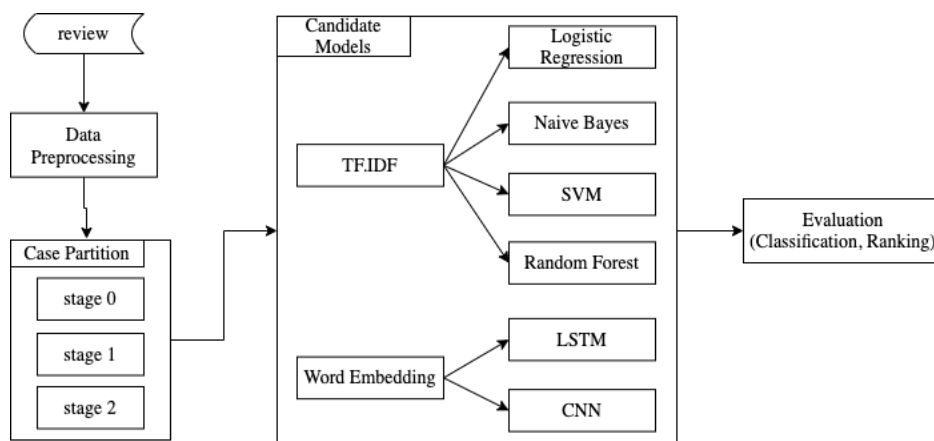 review
Data
Preprocessing
Case Partition
stage 0
stage 1
stage 2
Candidate
Models
TF.IDF
Word Embedding
Logistic
Regression
Naive Bayes
SVM
Random Forest
LSTM
CNN
Evaluation
(Classification, Ranking)